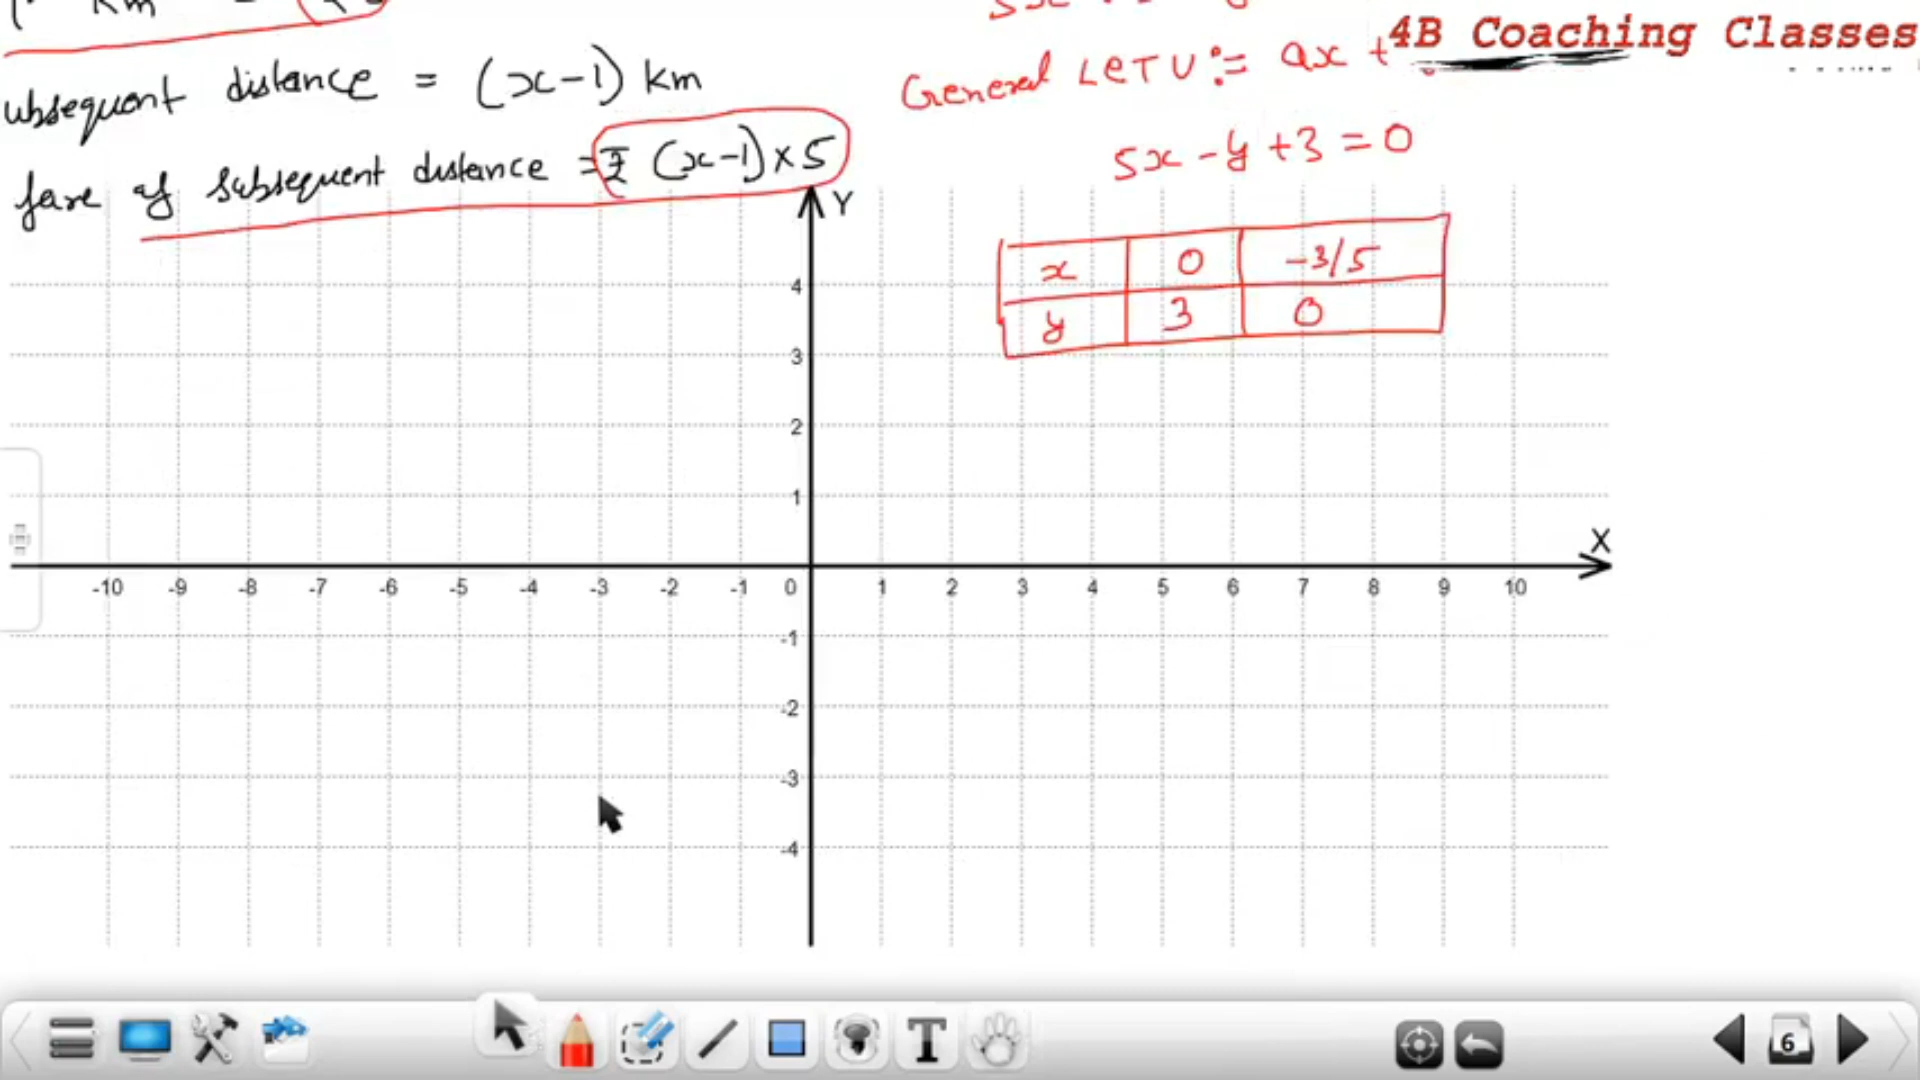 km =
4B Coaching Classes
ubsequent distance = (x-1) km
General LETV := ax +
fare of subsequent distance = ₹ (x-1) × 5
5x - y + 3 = 0
Y
x 0 -3/5
y 3 0
4
3
2
1
X
-10 -9 -8 -7 -6 -5 -4 -3 -2 -1 0 1 2 3 4 5 6 7 8 9 10
-1
-2
-3
-4
T
6